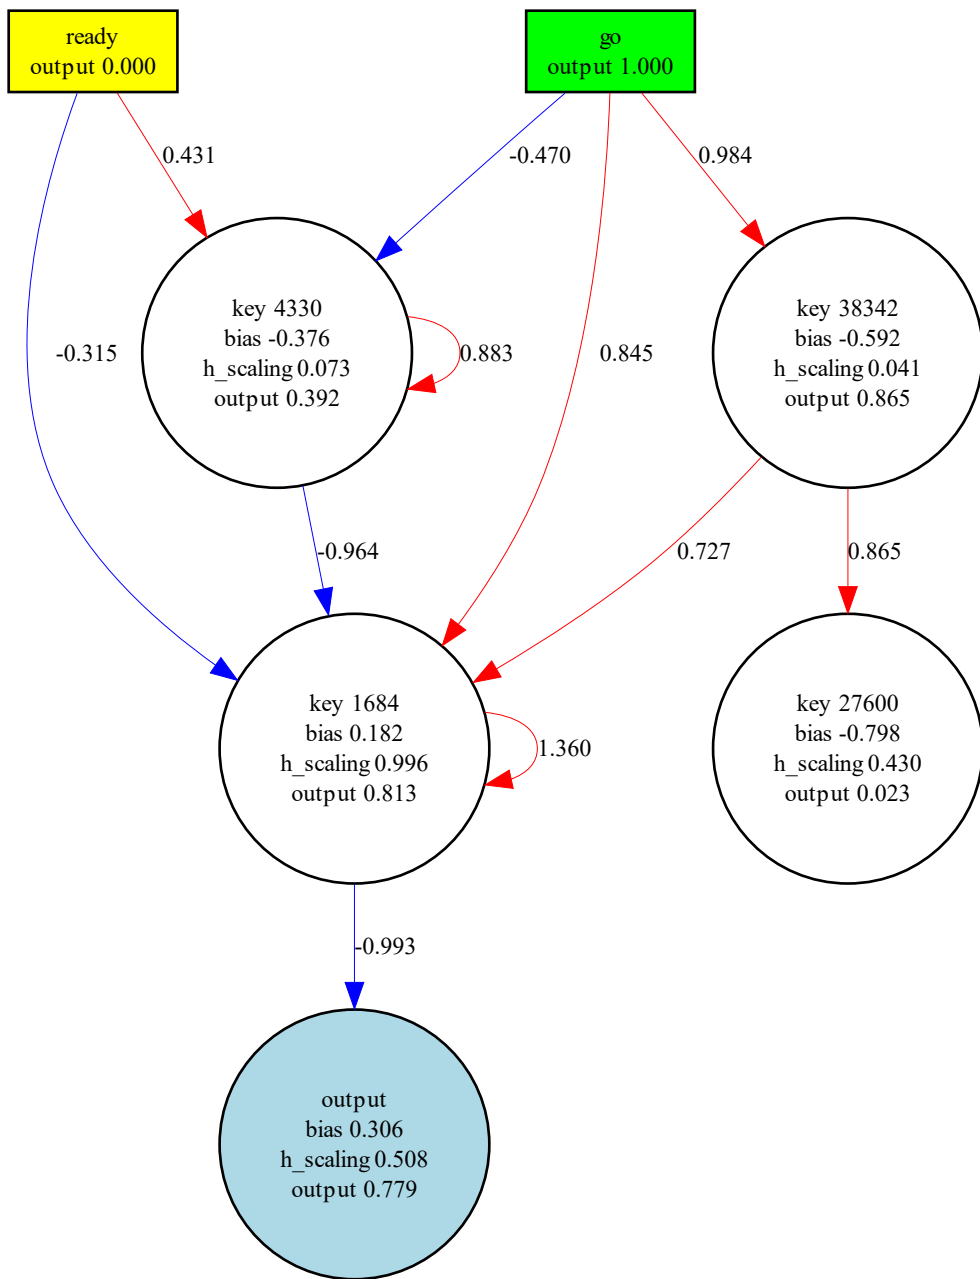 ready
output 0.000
go
output 1.000
0.431
-0.470
0.984
key 4330
bias -0.376
h_scaling 0.073
output 0.392
key 38342
bias -0.592
h_scaling 0.041
output 0.865
-0.315
0.883
0.845
-0.964
0.727
0.865
key 1684
bias 0.182
h_scaling 0.996
output 0.813
1.360
key 27600
bias -0.798
h_scaling 0.430
output 0.023
-0.993
output
bias 0.306
h_scaling 0.508
output 0.779